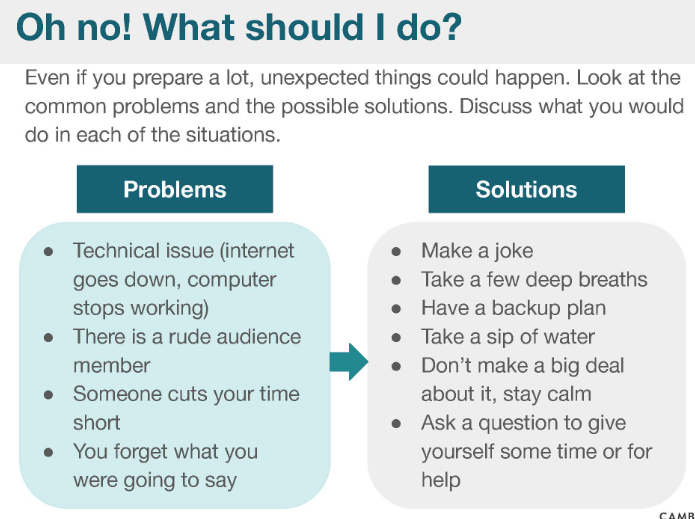 Oh no! What should I do?
Even if you prepare a lot, unexpected things could happen. Look at the
common problems and the possible solutions. Discuss what you would
do in each of the situations.
Problems
● Technical issue (internet
goes down, computer
stops working)
● There is a rude audience
member
● Someone cuts your time
short
● You forget what you
were going to say
Solutions
● Make a joke
● Take a few deep breaths
● Have a backup plan
● Take a sip of water
● Don’t make a big deal
about it, stay calm
● Ask a question to give
yourself some time or for
help